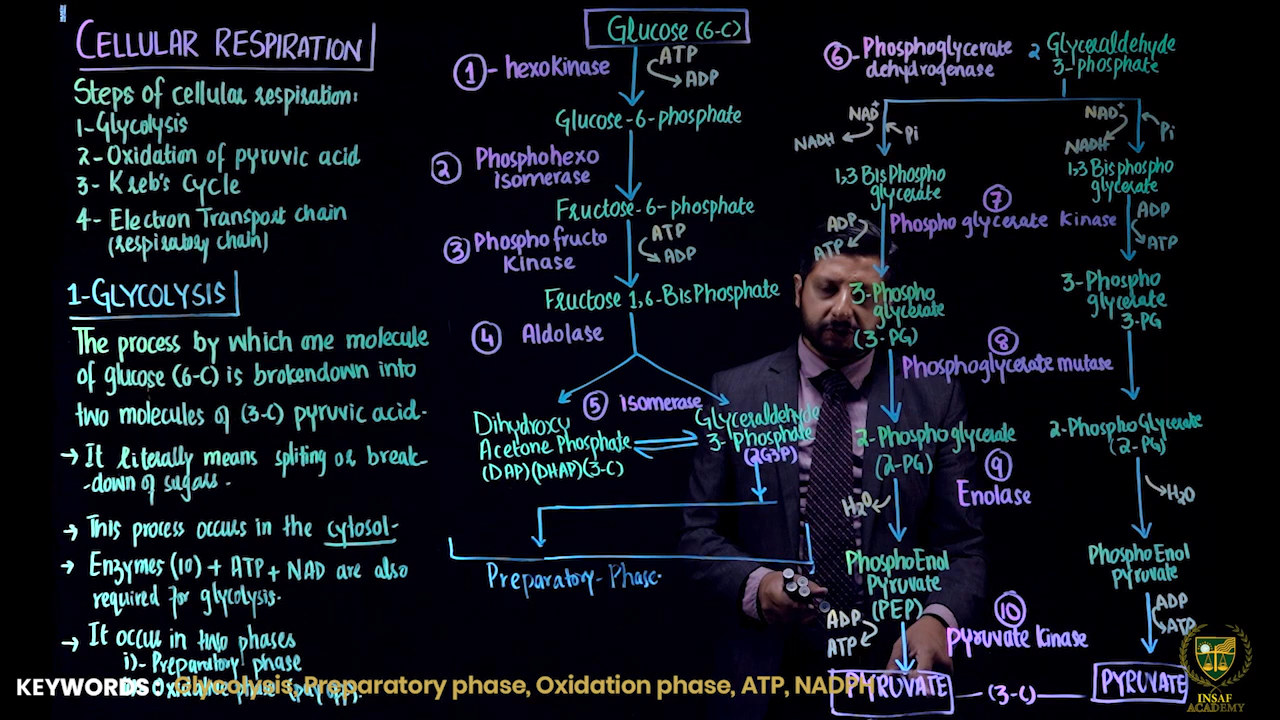 CELLULAR RESPIRATION
Steps of cellular respiration:
1-Glycolysis
2-Oxidation of pyruvic acid
3- Kreb's Cycle
4- Electron Transport chain
(respiratory chain)
1-GLYCOLYSIS
The process by which one molecule
of glucose (6-C) is brokendown into
two molecules of (3-C) pyruvic acid.
→ It literally means spliting or break
-down of sugars.
→ This process occurs in the cytosol-
→ Enzymes (10) + ATP + NAD are also
required for glycolysis.
→ It occur in two phases
i)- Preparatory phase
Glucose (6-C)
①- hexokinase
ATP
ADP
Glucose-6-phosphate
② Phosphohexo
Isomerase
Fructose-6-phosphate
③ Phosphofructo
Kinase
ATP
ADP
Fructose 1,6-BisPhosphate
④ Aldolase
⑤ Isomerase
Dihydroxy
Acetone Phosphate
(DAP)(DHAP)(3-C)
Glyceraldehyde
3-Phosphate
(2G3P)
Preparatory-Phase.
⑥-Phosphoglycerate
dehydrogenase
2 Glyceraldehyde
3-phosphate
NAD+
NADH
Pi
NAD+
NADH
Pi
1,3 BisPhospho
glycerate
1,3 Bisphospho
glycerate
⑦
Phospho glycerate Kinase
ADP
ATP
ADP
ATP
3-Phospho
glycerate
(3-PG)
3-Phospho
glycerate
3-PG
⑧
Phosphoglycerate mutase
2-Phosphoglycerate
(2-PG)
2-PhosphoGlycerate
(2-PG)
⑨
Enolase
H2O
H2O
PhosphoEnol
Pyruvate
(PEP)
PhosphoEnol
Pyruvate
⑩
Pyruvate Kinase
ADP
ATP
ADP
ATP
PYRUVATE — (3-C) — PYRUVATE
KEYWORDS : Glycolysis, Preparatory phase, Oxidation phase, ATP, NADPH
INSAF
ACADEMY